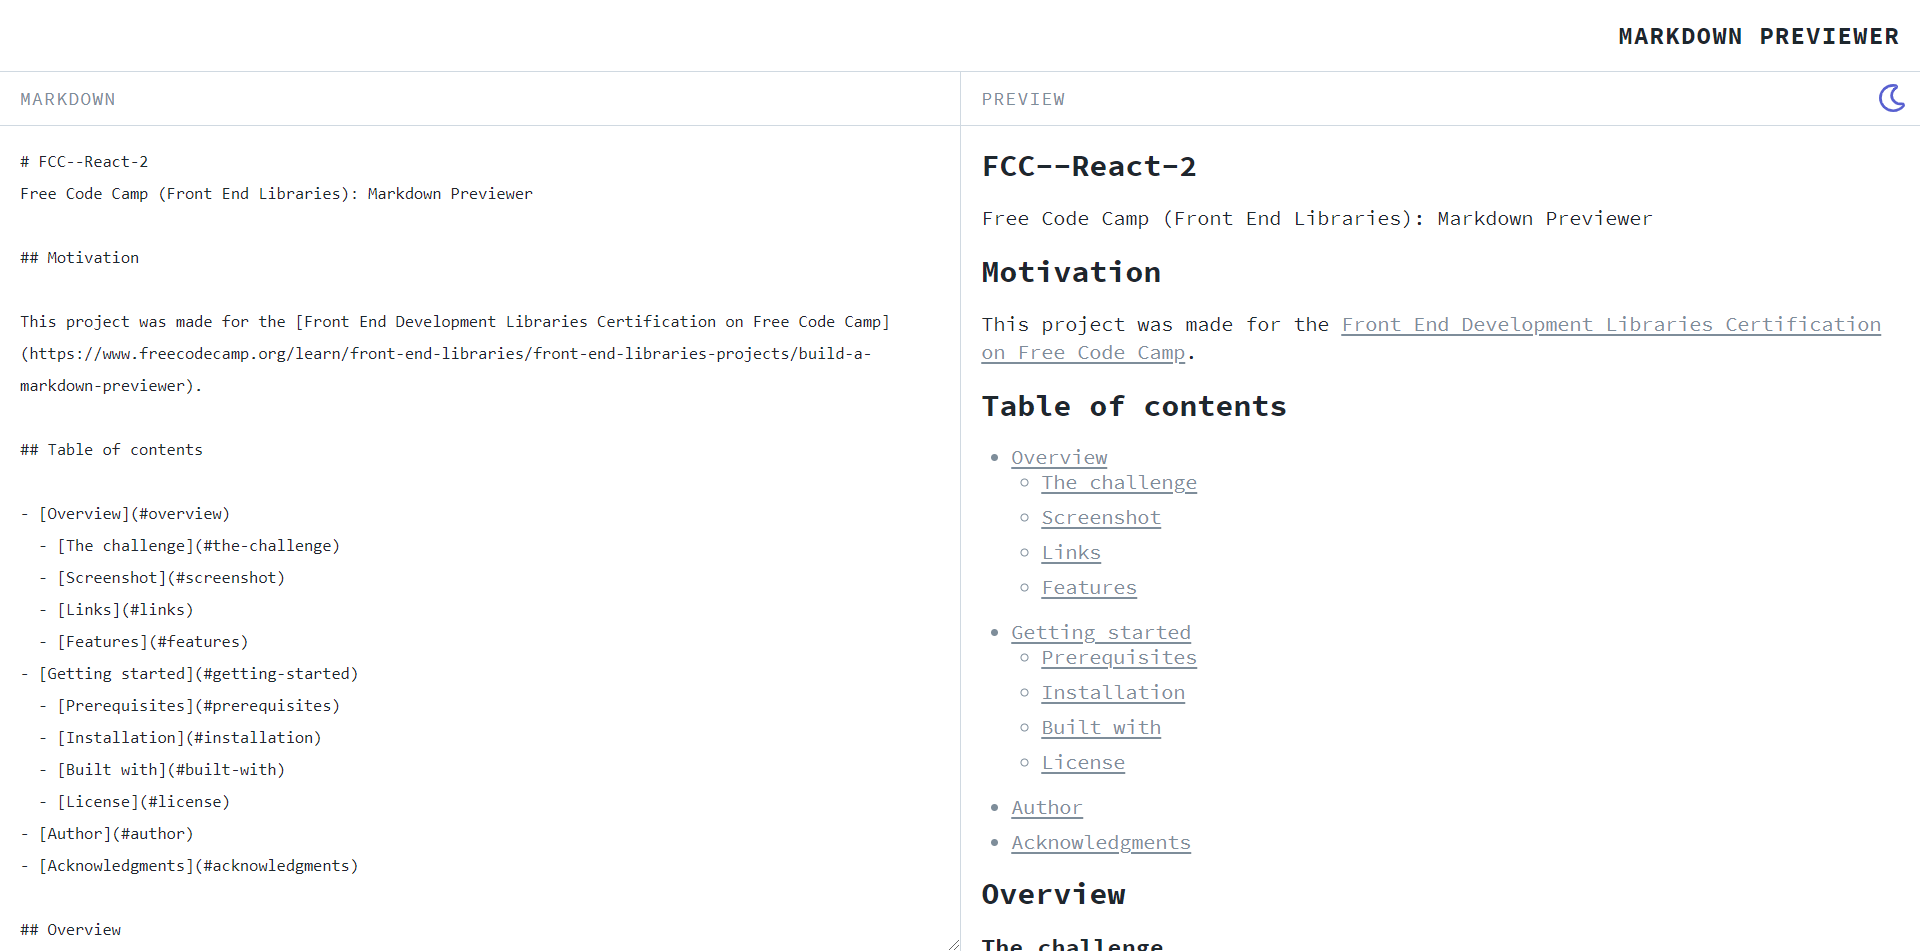 MARKDOWN PREVIEWER
MARKDOWN
# FCC--React-2
Free Code Camp (Front End Libraries): Markdown Previewer
## Motivation
This project was made for the [Front End Development Libraries Certification on Free Code Camp]
(https://www.freecodecamp.org/learn/front-end-libraries/front-end-libraries-projects/build-a-
markdown-previewer).
## Table of contents
- [Overview](#overview)
  - [The challenge](#the-challenge)
  - [Screenshot](#screenshot)
  - [Links](#links)
  - [Features](#features)
- [Getting started](#getting-started)
  - [Prerequisites](#prerequisites)
  - [Installation](#installation)
  - [Built with](#built-with)
  - [License](#license)
- [Author](#author)
- [Acknowledgments](#acknowledgments)
## Overview
PREVIEW
FCC--React-2
Free Code Camp (Front End Libraries): Markdown Previewer
Motivation
This project was made for the Front End Development Libraries Certification
on Free Code Camp.
Table of contents
• Overview
  ◦ The challenge
  ◦ Screenshot
  ◦ Links
  ◦ Features
• Getting started
  ◦ Prerequisites
  ◦ Installation
  ◦ Built with
  ◦ License
• Author
• Acknowledgments
Overview
The challenge